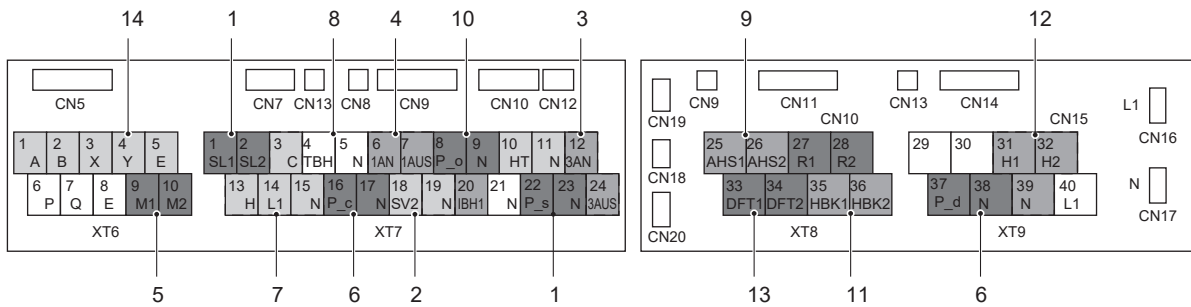 14 1 8 4 10 3 9 12
CN5 CN7 CN13 CN8 CN9 CN10 CN12
CN19 CN9 CN11 CN13 CN14 L1 CN16
CN10 CN15
1 2 3 4 5 1 2 3 4 5 6 7 8 9 10 11 12 25 26 27 28 29 30 31 32
A B X Y E SL1 SL2 C TBH N 1AN 1AUS P_o N HT N 3AN AHS1 AHS2 R1 R2 H1 H2
CN18
6 7 8 9 10 13 14 15 16 17 18 19 20 21 22 23 24 33 34 35 36 37 38 39 40
P Q E M1 M2 H L1 N P_c N SV2 N IBH1 N P_s N 3AUS DFT1 DFT2 HBK1 HBK2 P_d N N L1
N CN17
CN20
XT6 XT7 XT8 XT9
5 7 6 2 1 13 11 6